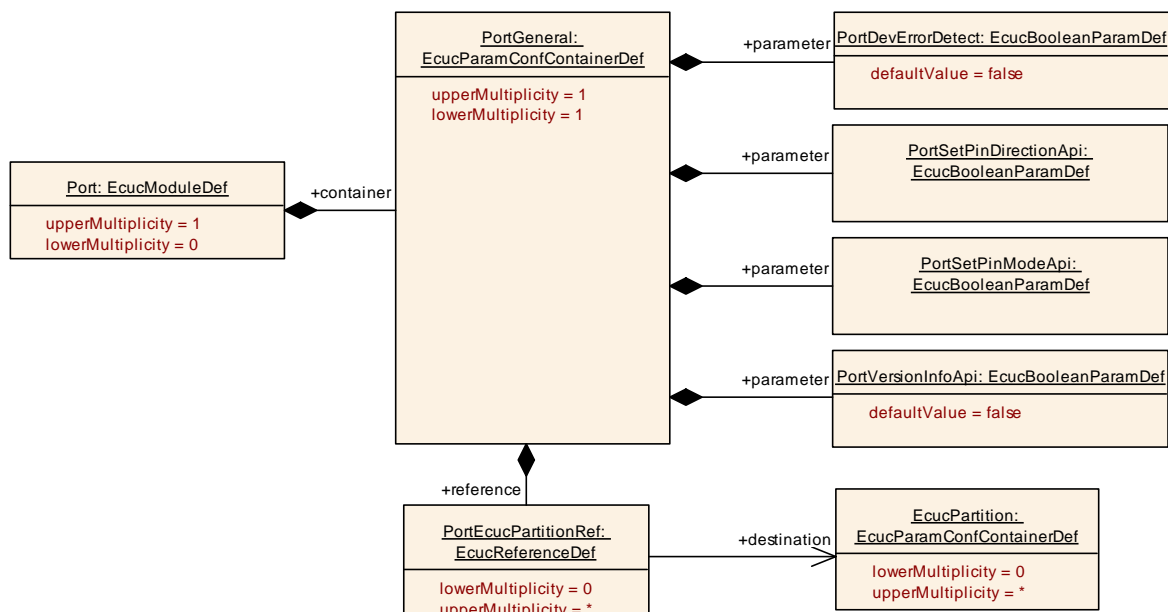 PortGeneral:
EcucParamConfContainerDef
upperMultiplicity = 1
lowerMultiplicity = 1
+parameter
PortDevErrorDetect: EcucBooleanParamDef
defaultValue = false
+parameter
PortSetPinDirectionApi:
EcucBooleanParamDef
Port: EcucModuleDef
upperMultiplicity = 1
lowerMultiplicity = 0
+container
+parameter
PortSetPinModeApi:
EcucBooleanParamDef
+parameter
PortVersionInfoApi: EcucBooleanParamDef
defaultValue = false
+reference
PortEcucPartitionRef:
EcucReferenceDef
lowerMultiplicity = 0
upperMultiplicity = *
+destination
EcucPartition:
EcucParamConfContainerDef
lowerMultiplicity = 0
upperMultiplicity = *